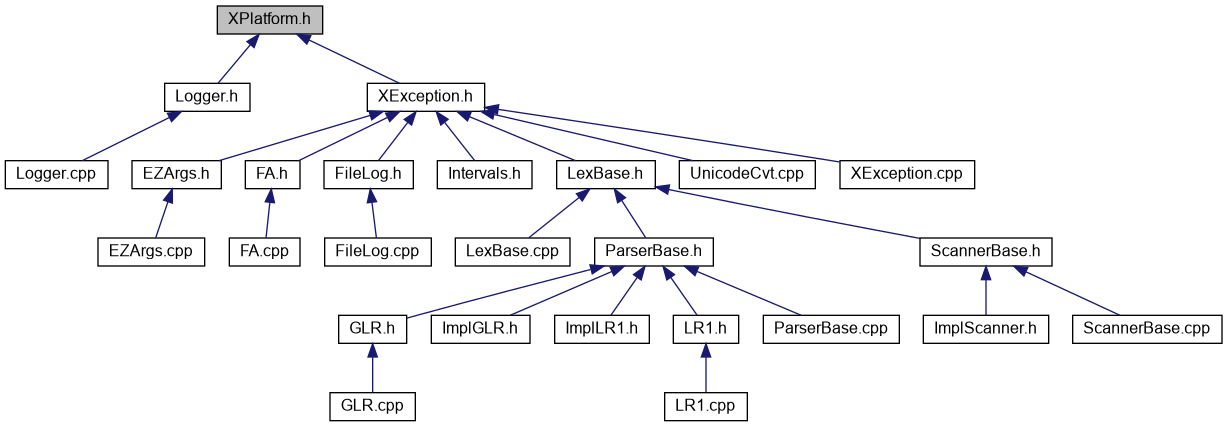 XPlatform.h
Logger.h
XException.h
Logger.cpp
EZArgs.h
FA.h
FileLog.h
Intervals.h
LexBase.h
UnicodeCvt.cpp
XException.cpp
EZArgs.cpp
FA.cpp
FileLog.cpp
LexBase.cpp
ParserBase.h
ScannerBase.h
GLR.h
ImplGLR.h
ImplLR1.h
LR1.h
ParserBase.cpp
ImplScanner.h
ScannerBase.cpp
GLR.cpp
LR1.cpp